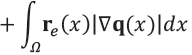 + ∫_Ω 𝐫_e(x)|∇𝐪(x)|dx